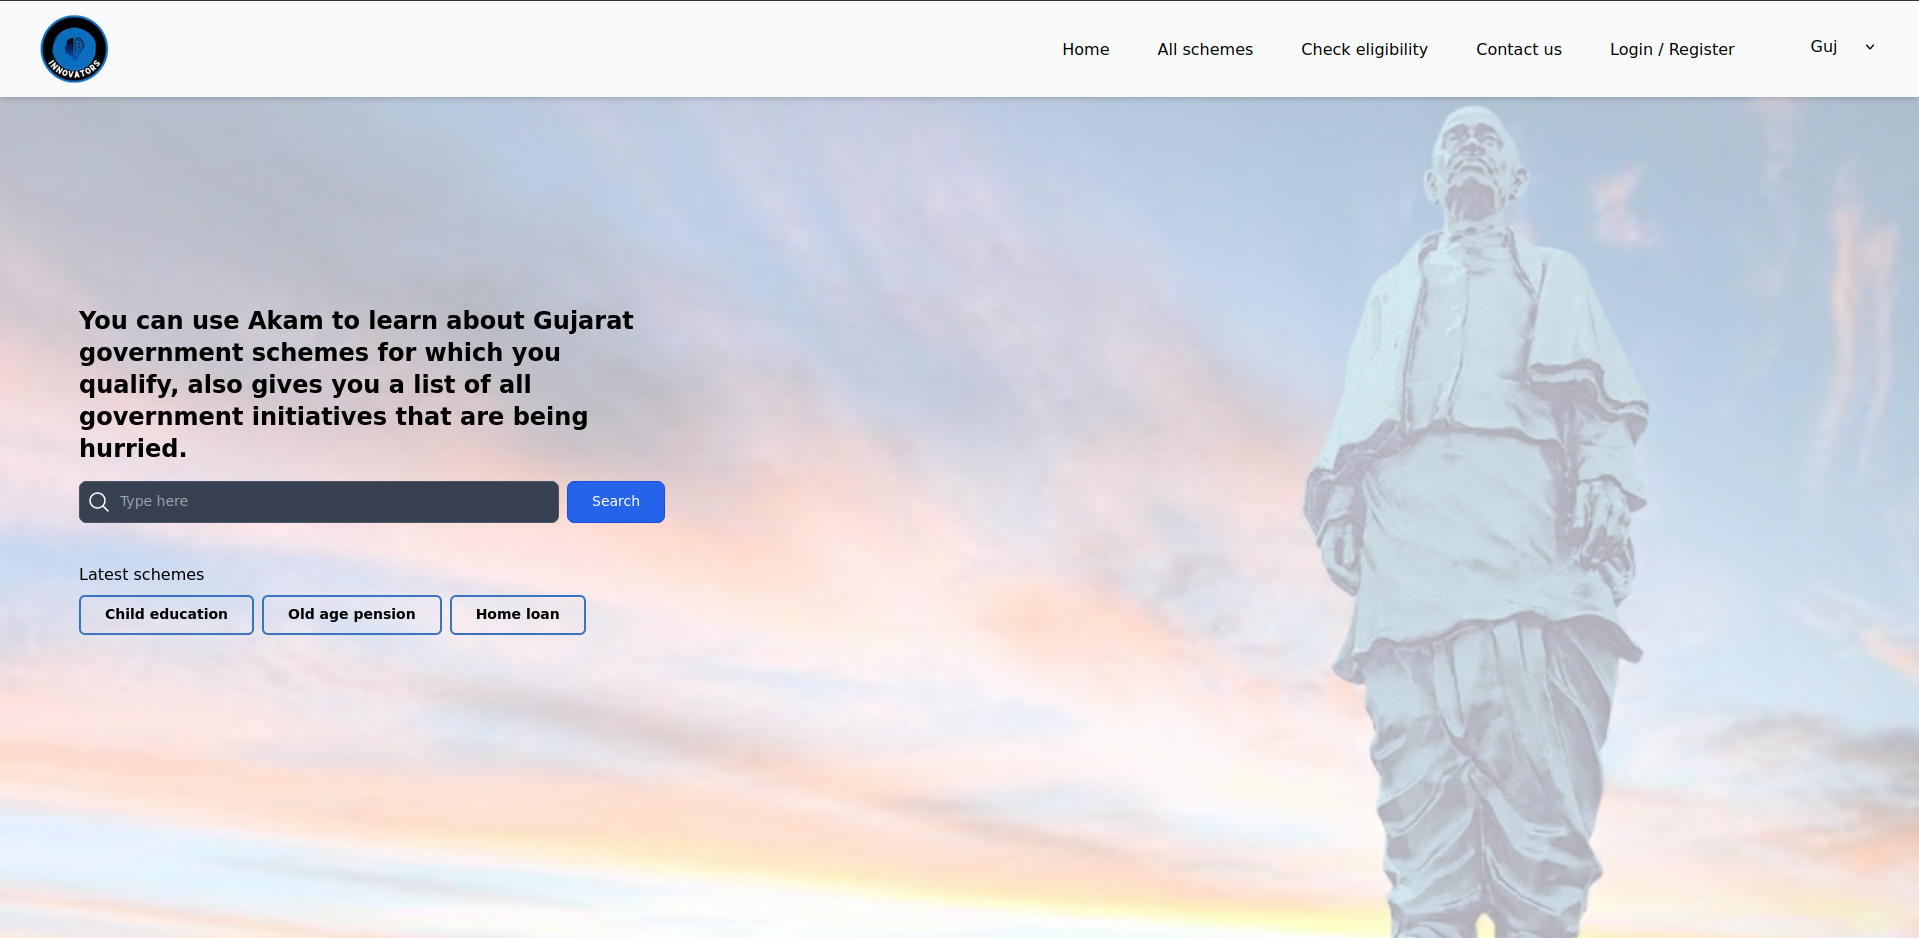 INNOVATORS
Home
All schemes
Check eligibility
Contact us
Login / Register
Guj
You can use Akam to learn about Gujarat
government schemes for which you
qualify, also gives you a list of all
government initiatives that are being
hurried.
Type here
Search
Latest schemes
Child education
Old age pension
Home loan